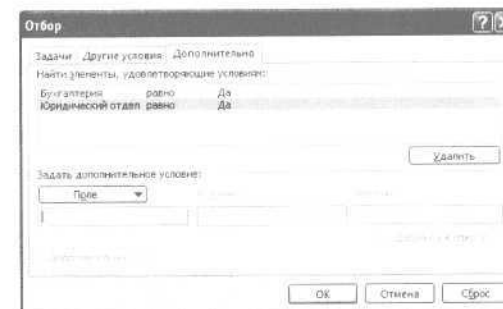 Отбор
Задачи Другие условия Дополнительно
Найти элементы, удовлетворяющие условиям:
Бухгалтерия равно Да
Юридический отдел равно Да
Удалить
Задать дополнительное условие:
Поле
ОК Отмена Сброс